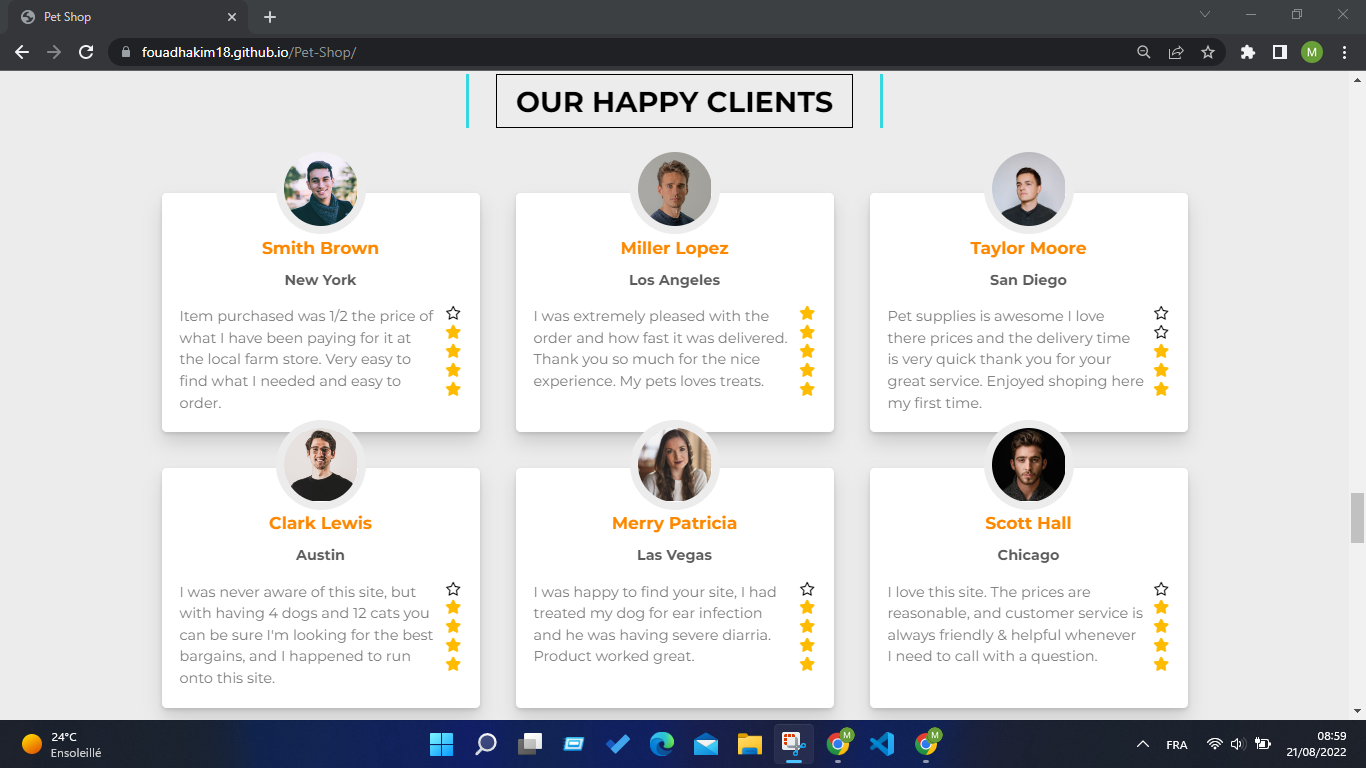 Pet Shop
fouadhakim18.github.io/Pet-Shop/
M
OUR HAPPY CLIENTS
Smith Brown
New York
Item purchased was 1/2 the price of
what I have been paying for it at
the local farm store. Very easy to
find what I needed and easy to
order.
Miller Lopez
Los Angeles
I was extremely pleased with the
order and how fast it was delivered.
Thank you so much for the nice
experience. My pets loves treats.
Taylor Moore
San Diego
Pet supplies is awesome I love
there prices and the delivery time
is very quick thank you for your
great service. Enjoyed shoping here
my first time.
Clark Lewis
Austin
I was never aware of this site, but
with having 4 dogs and 12 cats you
can be sure I'm looking for the best
bargains, and I happened to run
onto this site.
Merry Patricia
Las Vegas
I was happy to find your site, I had
treated my dog for ear infection
and he was having severe diarria.
Product worked great.
Scott Hall
Chicago
I love this site. The prices are
reasonable, and customer service is
always friendly & helpful whenever
I need to call with a question.
24°C
Ensoleillé
M
M
FRA
08:59
21/08/2022